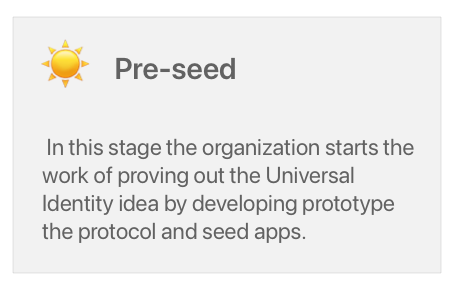 Pre-seed
In this stage the organization starts the
work of proving out the Universal
Identity idea by developing prototype
the protocol and seed apps.